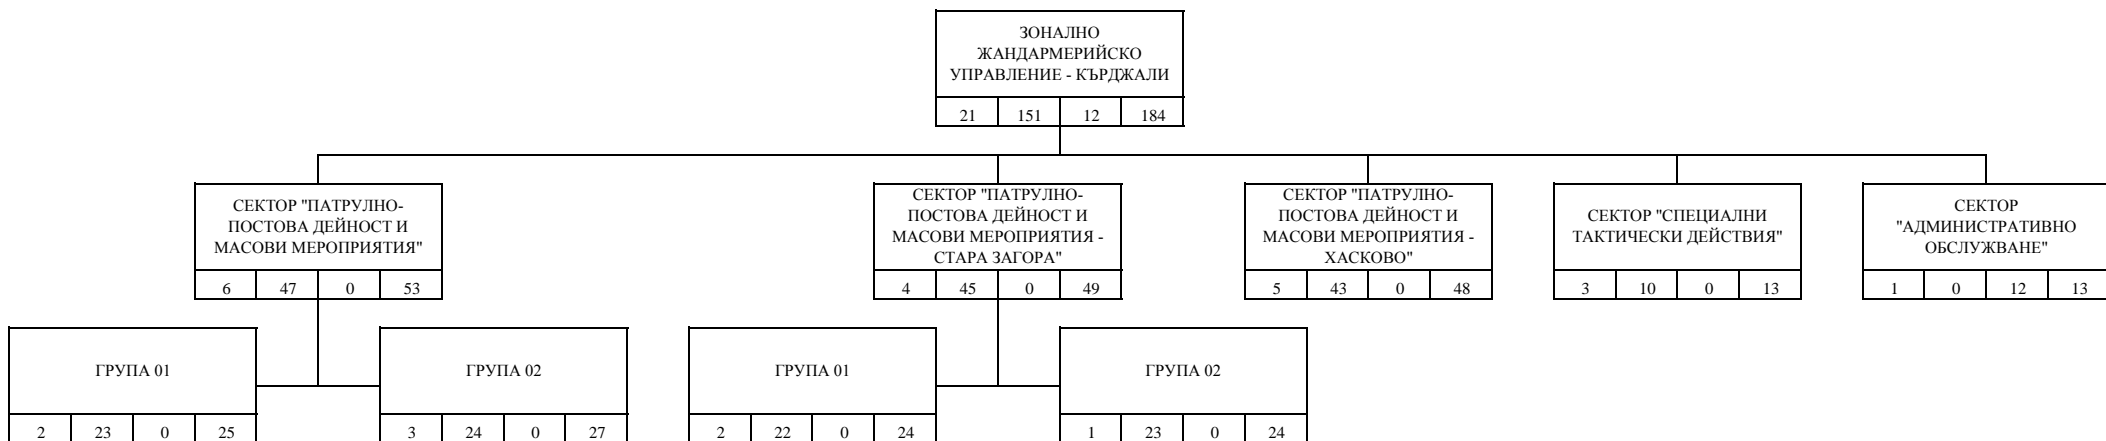 ЗОНАЛНО
ЖАНДАРМЕРИЙСКО
УПРАВЛЕНИЕ - КЪРДЖАЛИ
21 151 12 184
СЕКТОР "ПАТРУЛНО-
ПОСТОВА ДЕЙНОСТ И
МАСОВИ МЕРОПРИЯТИЯ"
6 47 0 53
СЕКТОР "ПАТРУЛНО-
ПОСТОВА ДЕЙНОСТ И
МАСОВИ МЕРОПРИЯТИЯ -
СТАРА ЗАГОРА"
4 45 0 49
СЕКТОР "ПАТРУЛНО-
ПОСТОВА ДЕЙНОСТ И
МАСОВИ МЕРОПРИЯТИЯ -
ХАСКОВО"
5 43 0 48
СЕКТОР "СПЕЦИАЛНИ
ТАКТИЧЕСКИ ДЕЙСТВИЯ"
3 10 0 13
СЕКТОР
"АДМИНИСТРАТИВНО
ОБСЛУЖВАНЕ"
1 0 12 13
ГРУПА 01
2 23 0 25
ГРУПА 02
3 24 0 27
ГРУПА 01
2 22 0 24
ГРУПА 02
1 23 0 24